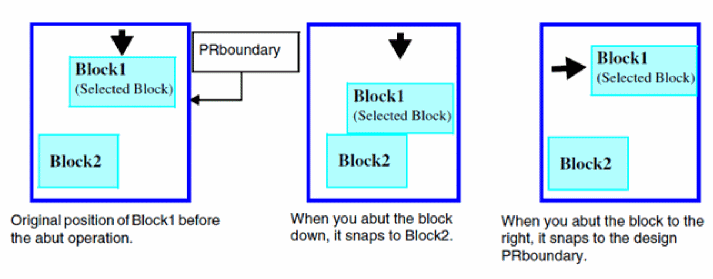 Block1
(Selected Block)
Block2
PRboundary
Original position of Block1 before
the abut operation.
Block1
(Selected Block)
Block2
When you abut the block
down, it snaps to Block2.
Block1
(Selected Block)
Block2
When you abut the block to the
right, it snaps to the design
PRboundary.